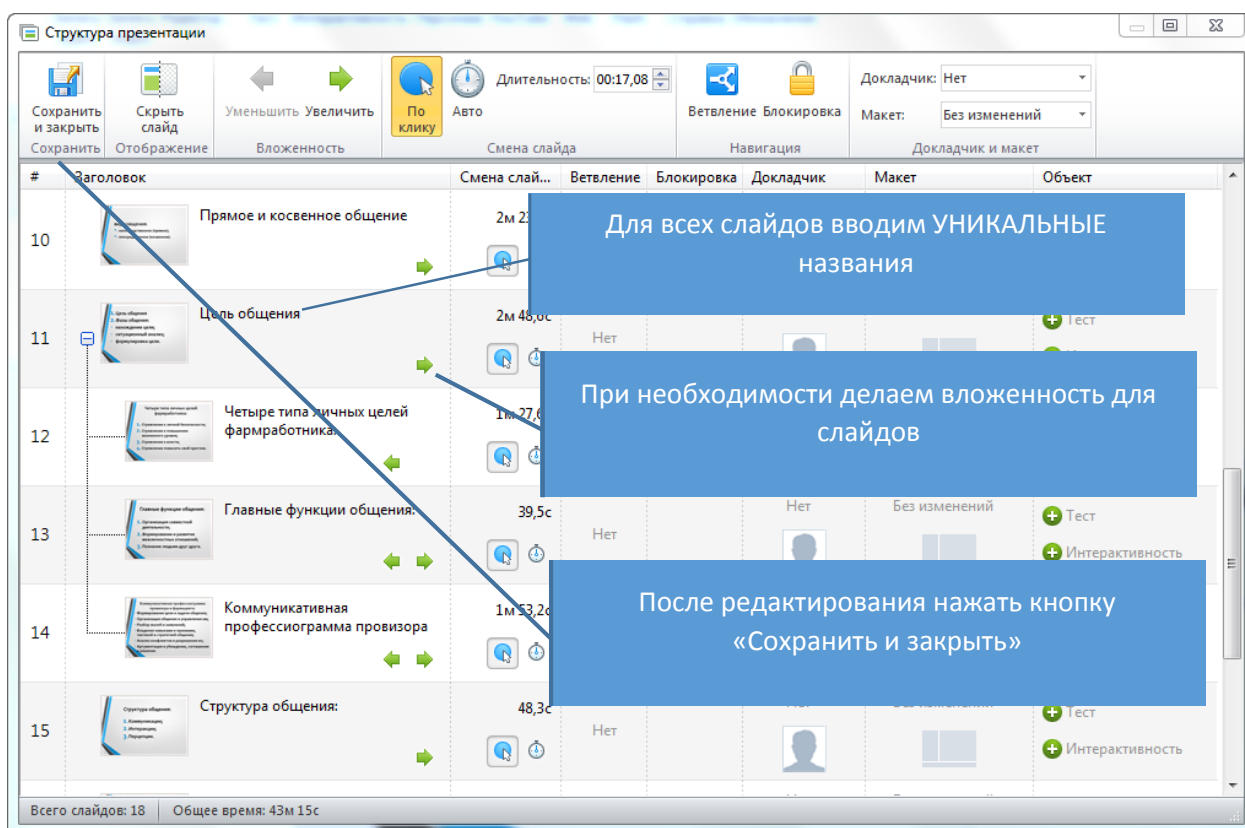 Структура презентации
Сохранить и закрыть
Скрыть слайд
Уменьшить Увеличить
По клику
Авто
Длительность: 00:17,08
Ветвление Блокировка
Докладчик: Нет
Макет: Без изменений
Сохранить Отображение Вложенность Смена слайда Навигация Докладчик и макет
# Заголовок Смена слай... Ветвление Блокировка Докладчик Макет Объект
10 Прямое и косвенное общение
Для всех слайдов вводим УНИКАЛЬНЫЕ
названия
11 Цель общения 2м 48,6с
Нет
Тест
При необходимости делаем вложенность для
слайдов
12 Четыре типа личных целей
фармработника:
13 Главные функции общения: 39,5с
Нет
Нет Без изменений
Тест
Интерактивность
После редактирования нажать кнопку
«Сохранить и закрыть»
14 Коммуникативная
профессиограмма провизора
1м 53,2с
15 Структура общения: 48,3с
Нет
Тест
Интерактивность
Всего слайдов: 18 Общее время: 43м 15с